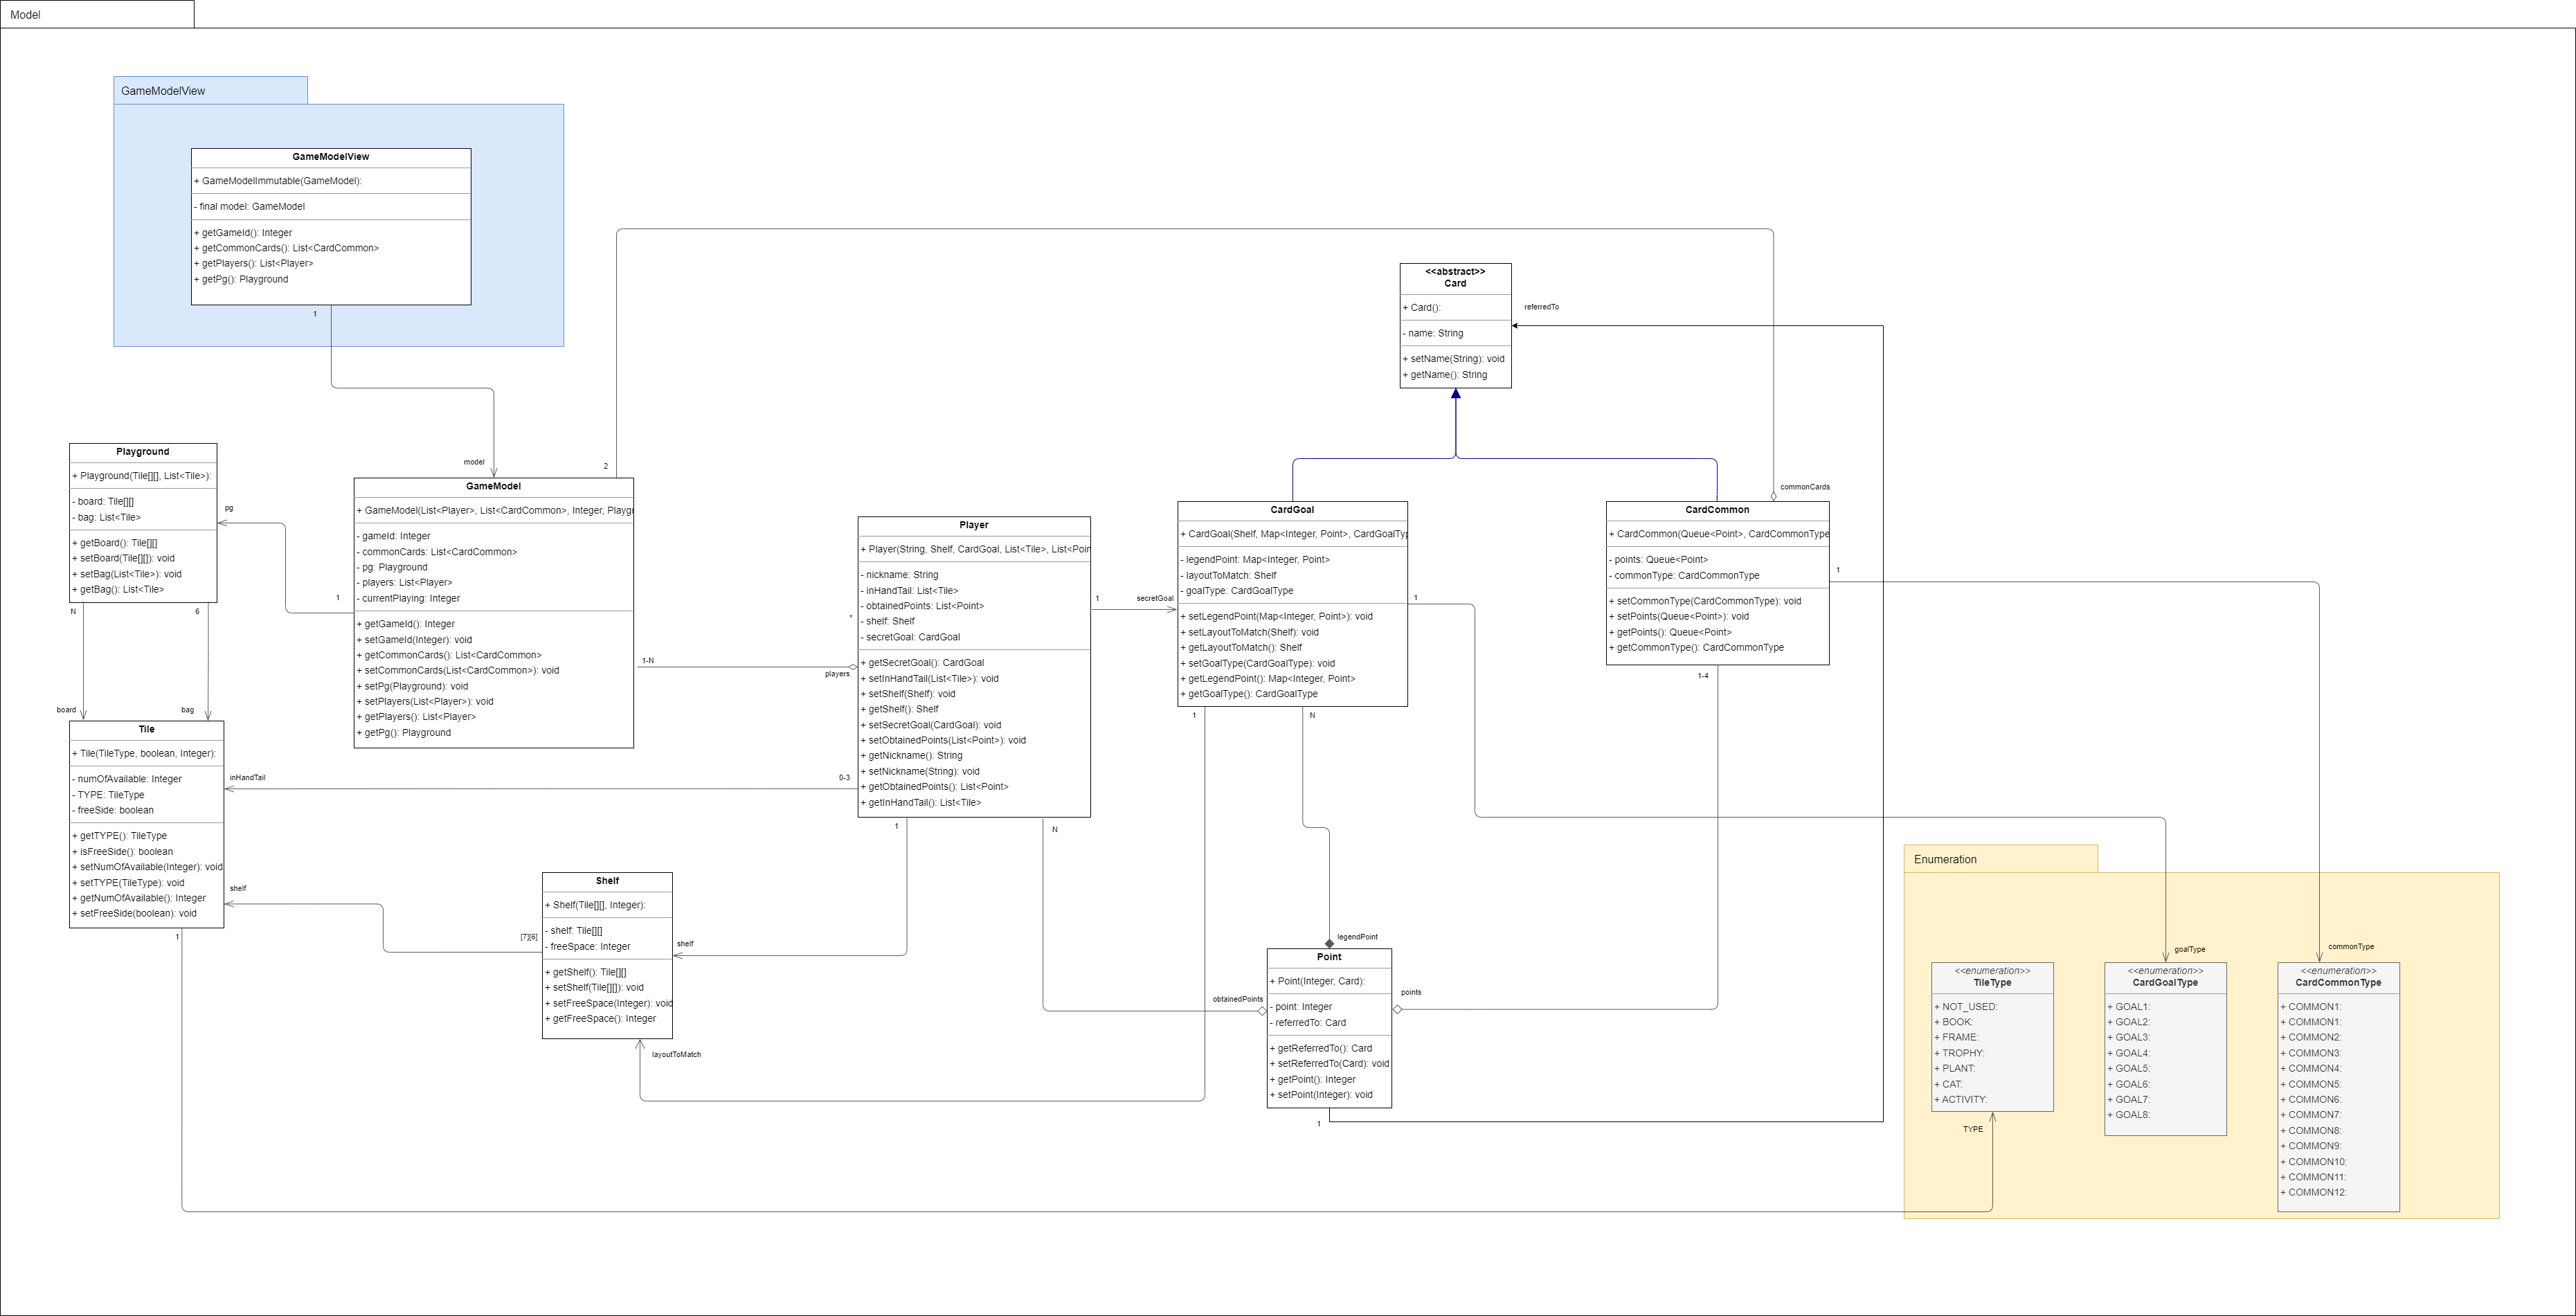 Model
GameModelView
GameModelView
+ GameModelImmutable(GameModel):
- final model: GameModel
+ getGameId(): Integer
+ getCommonCards(): List<CardCommon>
+ getPlayers(): List<Player>
+ getPg(): Playground
1
model
2
<<abstract>>
Card
+ Card():
- name: String
+ setName(String): void
+ getName(): String
referredTo
Playground
+ Playground(Tile[][], List<Tile>):
- board: Tile[][]
- bag: List<Tile>
+ getBoard(): Tile[][]
+ setBoard(Tile[][]): void
+ setBag(List<Tile>): void
+ getBag(): List<Tile>
pg
1
N
6
board
bag
GameModel
+ GameModel(List<Player>, List<CardCommon>, Integer, Playgr
- gameId: Integer
- commonCards: List<CardCommon>
- pg: Playground
- players: List<Player>
- currentPlaying: Integer
+ getGameId(): Integer
+ setGameId(Integer): void
+ getCommonCards(): List<CardCommon>
+ setCommonCards(List<CardCommon>): void
+ setPg(Playground): void
+ setPlayers(List<Player>): void
+ getPlayers(): List<Player>
+ getPg(): Playground
1-N
*
players
Player
+ Player(String, Shelf, CardGoal, List<Tile>, List<Poin
- nickname: String
- inHandTail: List<Tile>
- obtainedPoints: List<Point>
- shelf: Shelf
- secretGoal: CardGoal
+ getSecretGoal(): CardGoal
+ setInHandTail(List<Tile>): void
+ setShelf(Shelf): void
+ getShelf(): Shelf
+ setSecretGoal(CardGoal): void
+ setObtainedPoints(List<Point>): void
+ getNickname(): String
+ setNickname(String): void
+ getObtainedPoints(): List<Point>
+ getInHandTail(): List<Tile>
1
secretGoal
0-3
inHandTail
1
N
CardGoal
+ CardGoal(Shelf, Map<Integer, Point>, CardGoalTyp
- legendPoint: Map<Integer, Point>
- layoutToMatch: Shelf
- goalType: CardGoalType
+ setLegendPoint(Map<Integer, Point>): void
+ setLayoutToMatch(Shelf): void
+ getLayoutToMatch(): Shelf
+ setGoalType(CardGoalType): void
+ getLegendPoint(): Map<Integer, Point>
+ getGoalType(): CardGoalType
1
1
N
commonCards
CardCommon
+ CardCommon(Queue<Point>, CardCommonType
- points: Queue<Point>
- commonType: CardCommonType
+ setCommonType(CardCommonType): void
+ setPoints(Queue<Point>): void
+ getPoints(): Queue<Point>
+ getCommonType(): CardCommonType
1
1-4
Tile
+ Tile(TileType, boolean, Integer):
- numOfAvailable: Integer
- TYPE: TileType
- freeSide: boolean
+ getTYPE(): TileType
+ isFreeSide(): boolean
+ setNumOfAvailable(Integer): void
+ setTYPE(TileType): void
+ getNumOfAvailable(): Integer
+ setFreeSide(boolean): void
shelf
1
[7][6]
Shelf
+ Shelf(Tile[][], Integer):
- shelf: Tile[][]
- freeSpace: Integer
+ getShelf(): Tile[][]
+ setShelf(Tile[][]): void
+ setFreeSpace(Integer): void
+ getFreeSpace(): Integer
shelf
layoutToMatch
legendPoint
obtainedPoints
points
Point
+ Point(Integer, Card):
- point: Integer
- referredTo: Card
+ getReferredTo(): Card
+ setReferredTo(Card): void
+ getPoint(): Integer
+ setPoint(Integer): void
1
Enumeration
goalType
commonType
<<enumeration>>
TileType
+ NOT_USED:
+ BOOK:
+ FRAME:
+ TROPHY:
+ PLANT:
+ CAT:
+ ACTIVITY:
TYPE
<<enumeration>>
CardGoalType
+ GOAL1:
+ GOAL2:
+ GOAL3:
+ GOAL4:
+ GOAL5:
+ GOAL6:
+ GOAL7:
+ GOAL8:
<<enumeration>>
CardCommonType
+ COMMON1:
+ COMMON1:
+ COMMON2:
+ COMMON3:
+ COMMON4:
+ COMMON5:
+ COMMON6:
+ COMMON7:
+ COMMON8:
+ COMMON9:
+ COMMON10:
+ COMMON11:
+ COMMON12: